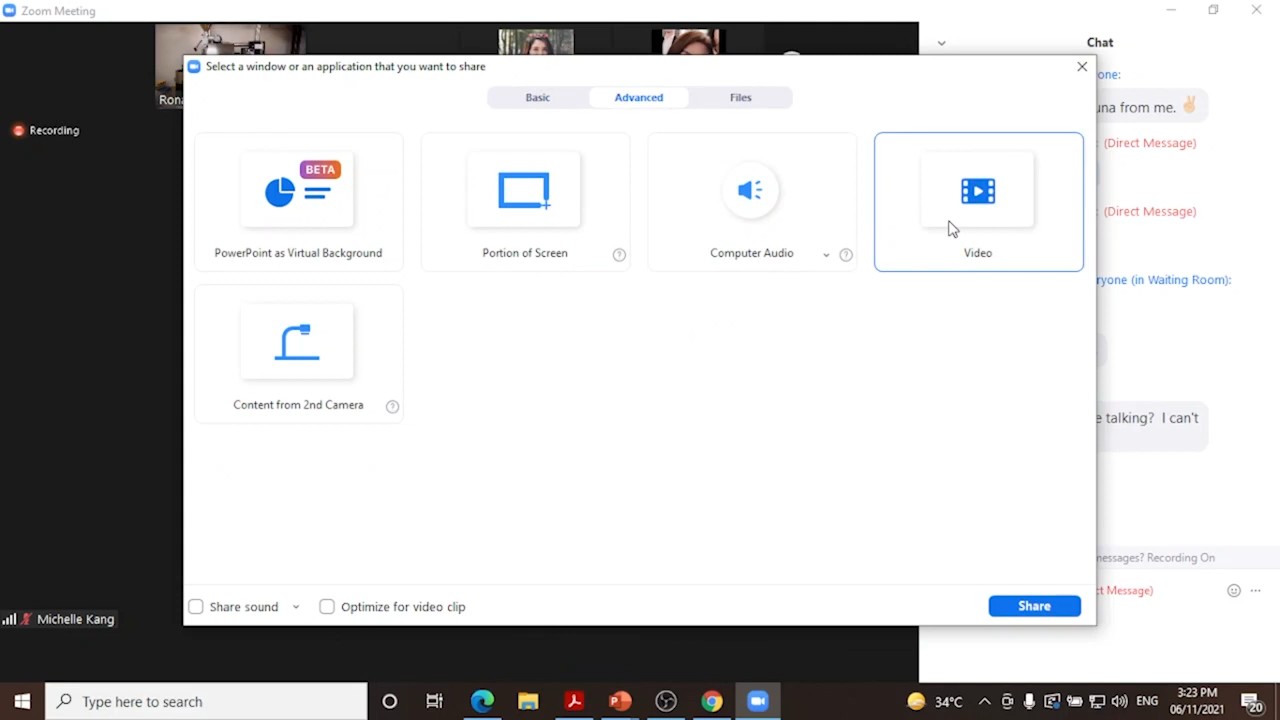 Zoom Meeting
Chat
Select a window or an application that you want to share
one:
Basic
Advanced
Files
una from me. ✌🏼
Rona
Recording
(Direct Message)
BETA
(Direct Message)
PowerPoint as Virtual Background
Portion of Screen
Computer Audio
Video
ryone (in Waiting Room):
Content from 2nd Camera
e talking? I can't
messages? Recording On
ct Message)
Share sound
Optimize for video clip
Share
Michelle Kang
Type here to search
34°C
ENG
3:23 PM
06/11/2021
20